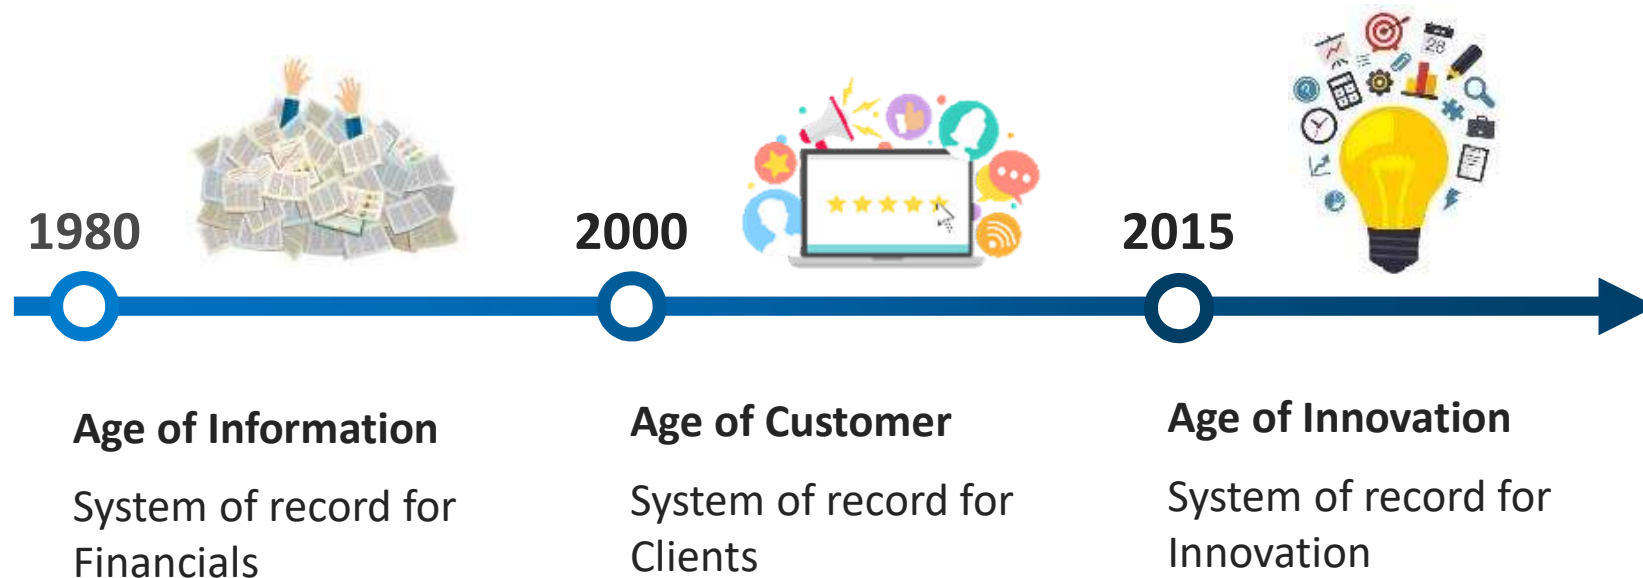 28
1980
2000
2015
Age of Information
System of record for
Financials
Age of Customer
System of record for
Clients
Age of Innovation
System of record for
Innovation